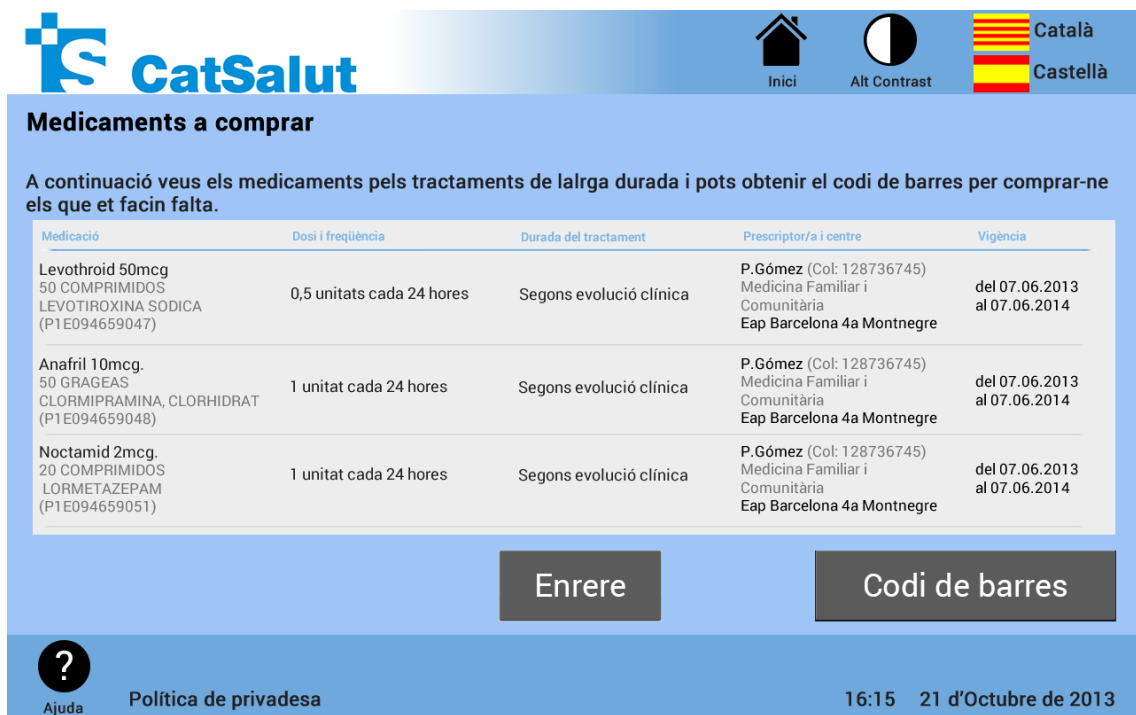 CatSalut
Inici
Alt Contrast
Català
Castellà
Medicaments a comprar
A continuació veus els medicaments pels tractaments de lalrga durada i pots obtenir el codi de barres per comprar-ne
els que et facin falta.
Medicació Dosi i freqüència Durada del tractament Prescriptor/a i centre Vigència
Levothroid 50mcg
50 COMPRIMIDOS
LEVOTIROXINA SODICA
(P1E094659047)
0,5 unitats cada 24 hores
Segons evolució clínica
P.Gómez (Col: 128736745)
Medicina Familiar i
Comunitària
Eap Barcelona 4a Montnegre
del 07.06.2013
al 07.06.2014
Anafril 10mcg.
50 GRAGEAS
CLORMIPRAMINA, CLORHIDRAT
(P1E094659048)
1 unitat cada 24 hores
Segons evolució clínica
P.Gómez (Col: 128736745)
Medicina Familiar i
Comunitària
Eap Barcelona 4a Montnegre
del 07.06.2013
al 07.06.2014
Noctamid 2mcg.
20 COMPRIMIDOS
LORMETAZEPAM
(P1E094659051)
1 unitat cada 24 hores
Segons evolució clínica
P.Gómez (Col: 128736745)
Medicina Familiar i
Comunitària
Eap Barcelona 4a Montnegre
del 07.06.2013
al 07.06.2014
Enrere
Codi de barres
?
Ajuda
Política de privadesa
16:15 21 d’Octubre de 2013